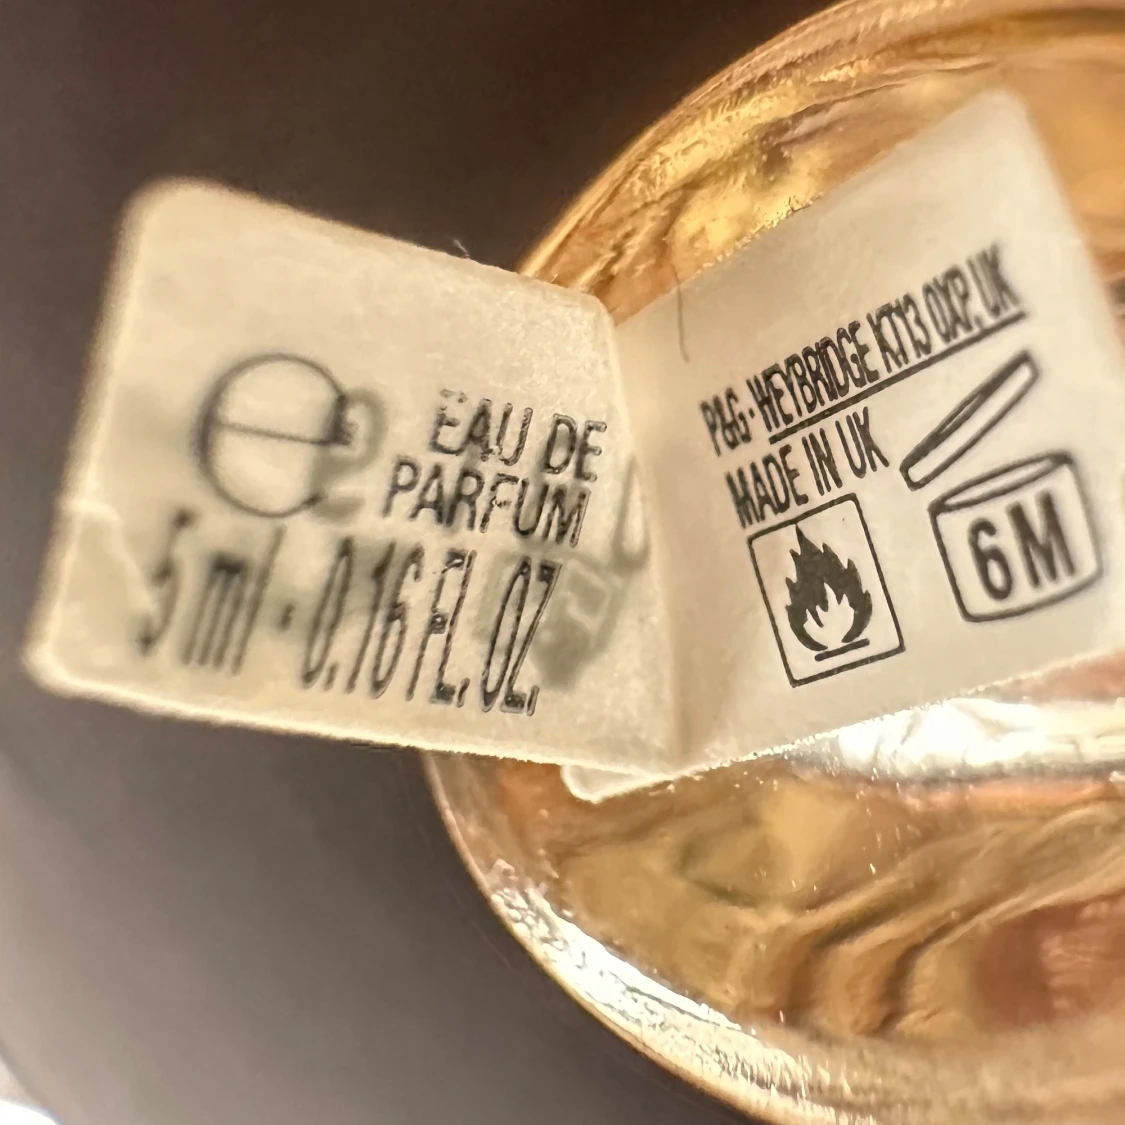 ℮
EAU DE
PARFUM
5 ml · 0.16 FL. OZ.
P&G · WEYBRIDGE KT13 0XP, UK
MADE IN UK
6M